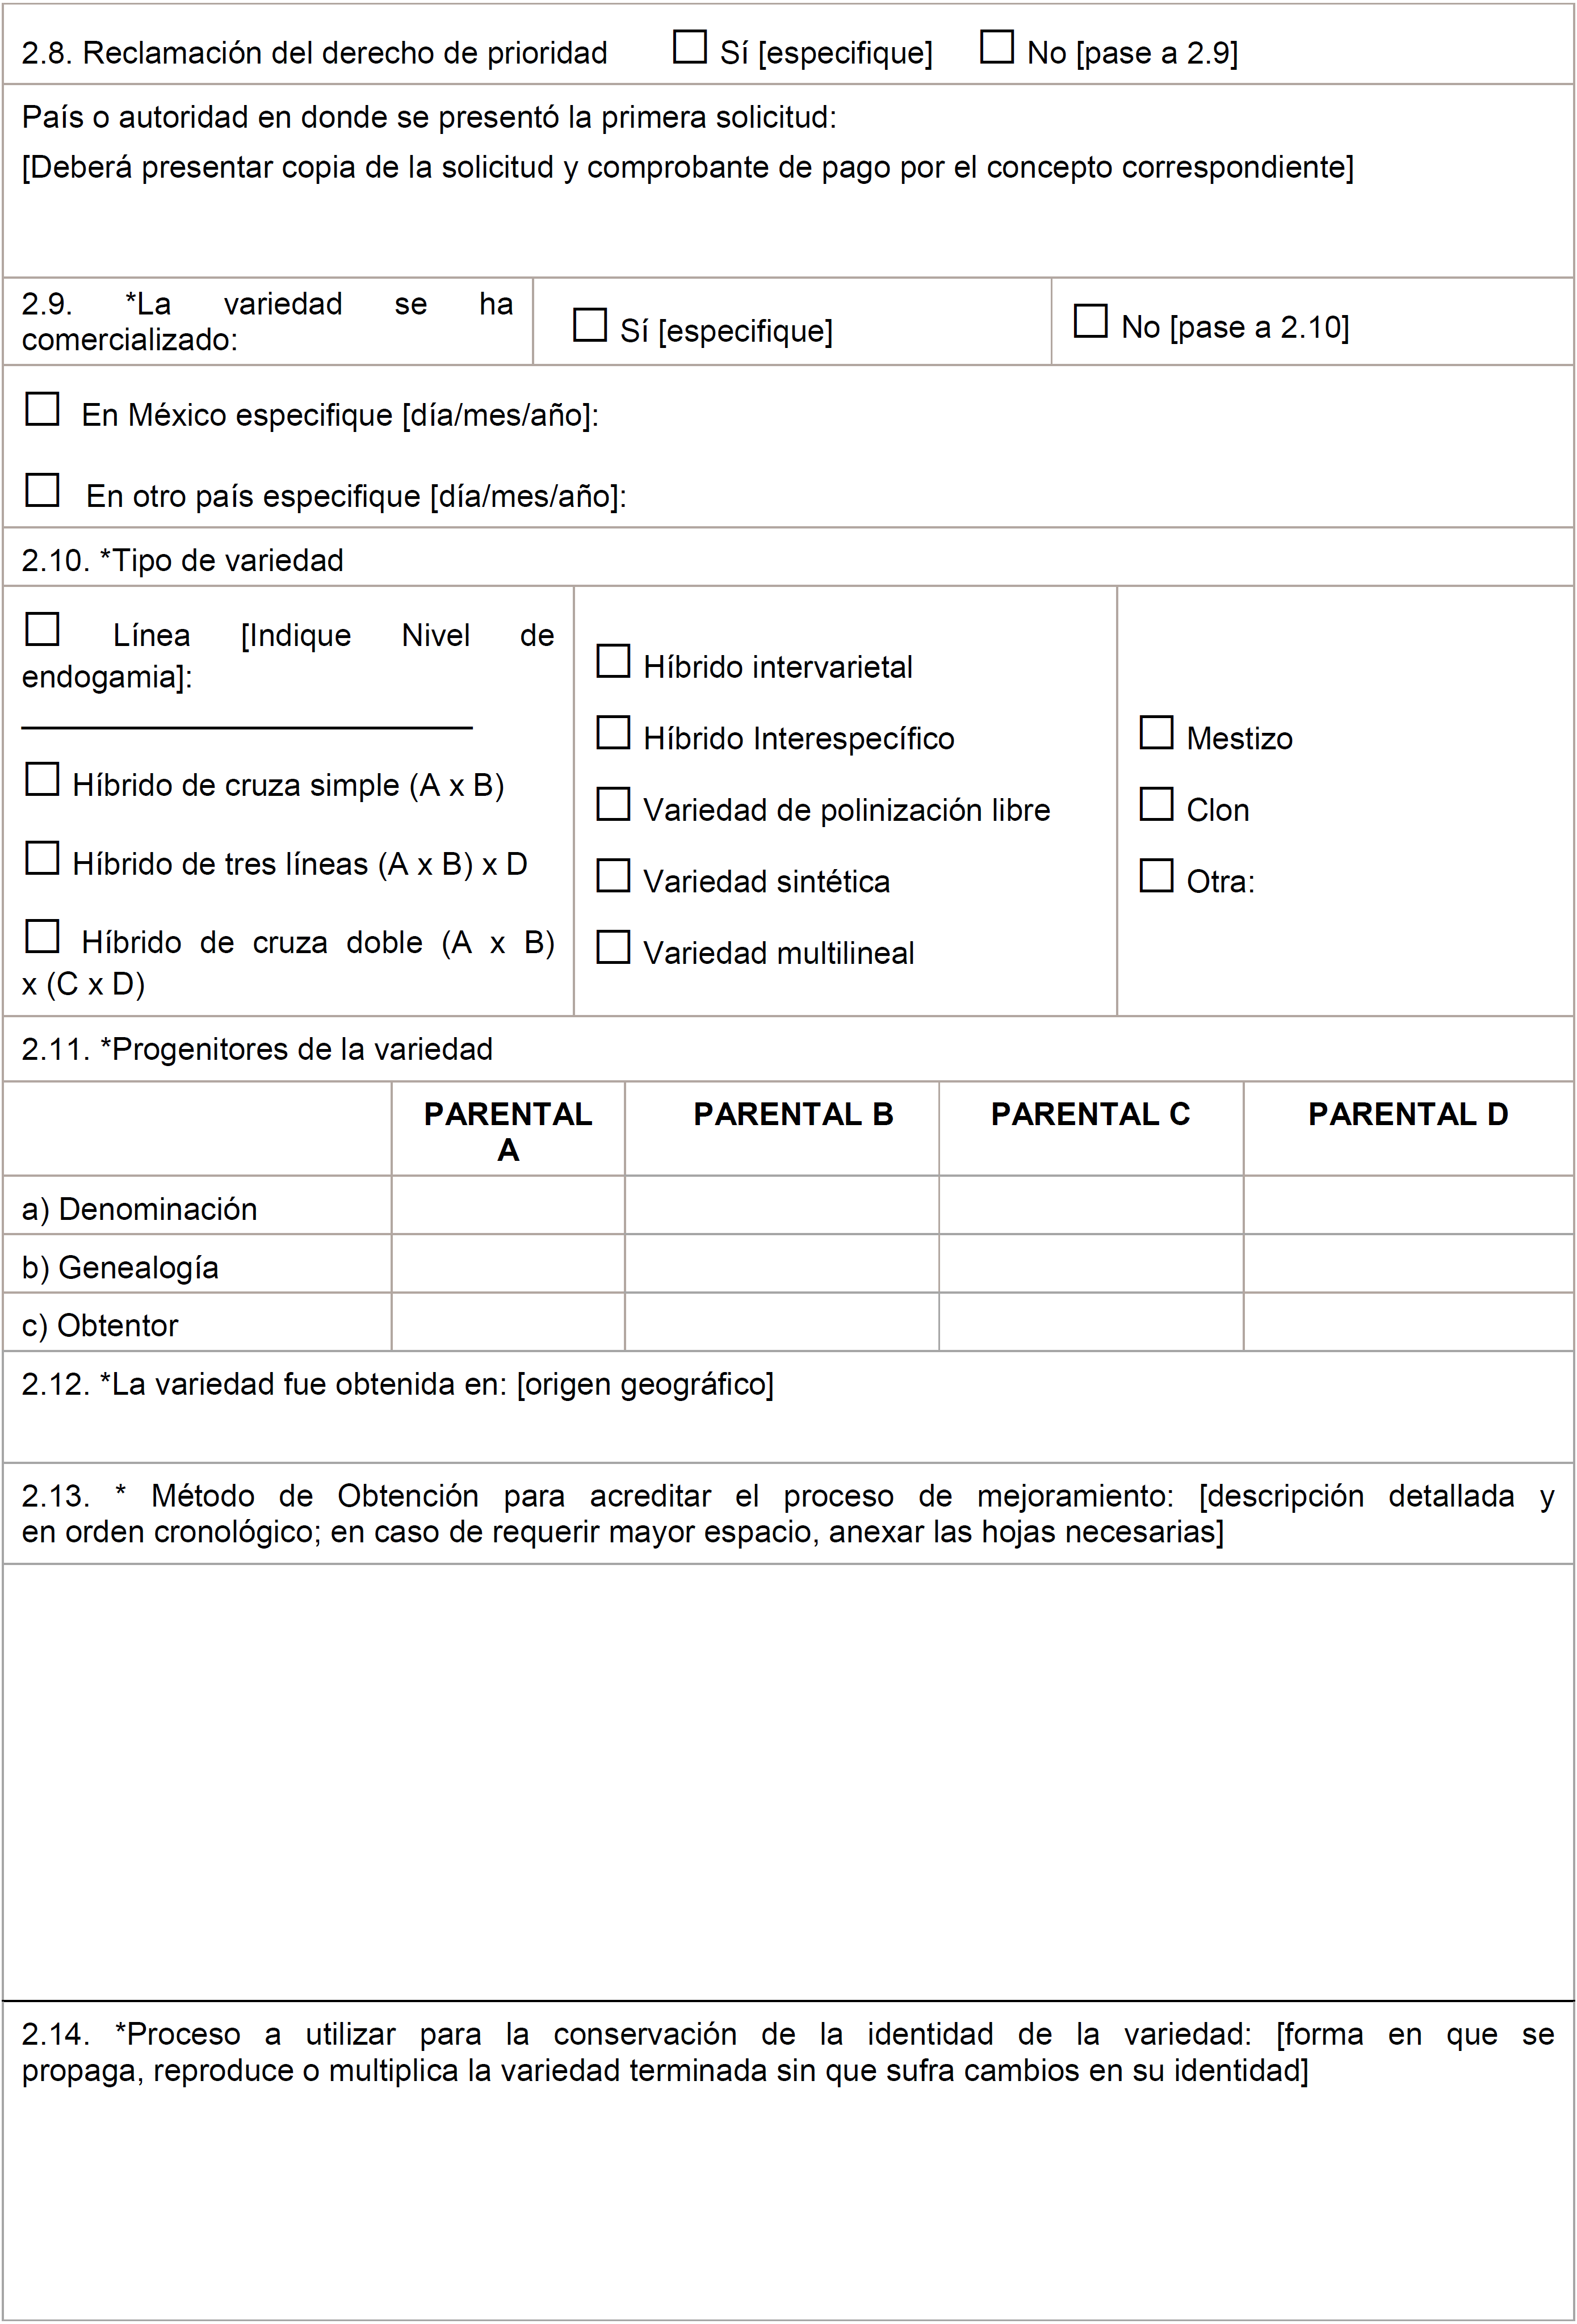 2.8. Reclamación del derecho de prioridad ☐ Sí [especifique] ☐ No [pase a 2.9]
País o autoridad en donde se presentó la primera solicitud:
[Deberá presentar copia de la solicitud y comprobante de pago por el concepto correspondiente]
2.9. *La variedad se ha
comercializado:
☐ Sí [especifique]
☐ No [pase a 2.10]
☐ En México especifique [día/mes/año]:
☐ En otro país especifique [día/mes/año]:
2.10. *Tipo de variedad
☐ Línea [Indique Nivel de
endogamia]:
☐ Híbrido de cruza simple (A x B)
☐ Híbrido de tres líneas (A x B) x D
☐ Híbrido de cruza doble (A x B)
x (C x D)
☐ Híbrido intervarietal
☐ Híbrido Interespecífico
☐ Variedad de polinización libre
☐ Variedad sintética
☐ Variedad multilineal
☐ Mestizo
☐ Clon
☐ Otra:
2.11. *Progenitores de la variedad
PARENTAL
A
PARENTAL B
PARENTAL C
PARENTAL D
a) Denominación
b) Genealogía
c) Obtentor
2.12. *La variedad fue obtenida en: [origen geográfico]
2.13. * Método de Obtención para acreditar el proceso de mejoramiento: [descripción detallada y
en orden cronológico; en caso de requerir mayor espacio, anexar las hojas necesarias]
2.14. *Proceso a utilizar para la conservación de la identidad de la variedad: [forma en que se
propaga, reproduce o multiplica la variedad terminada sin que sufra cambios en su identidad]